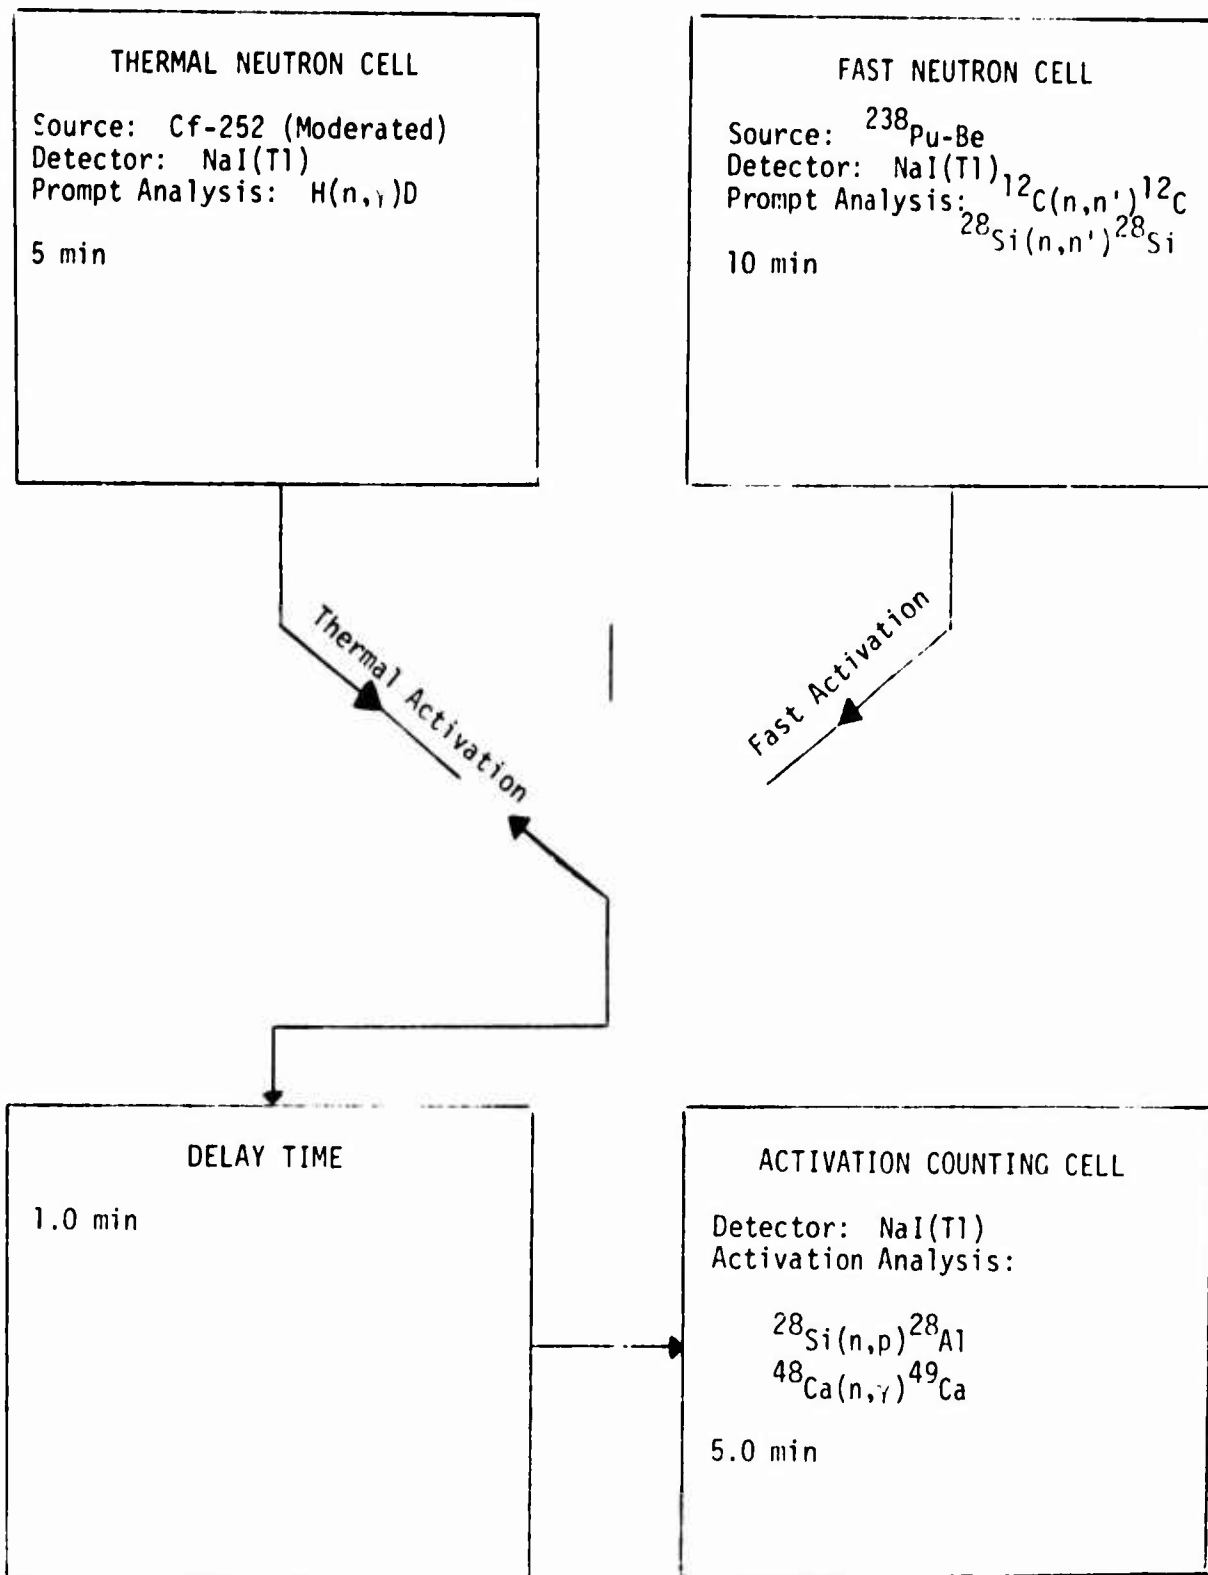 THERMAL NEUTRON CELL
Source: Cf-252 (Moderated)
Detector: NaI(Tl)
Prompt Analysis: H(n,γ)D
5 min
FAST NEUTRON CELL
Source: ²³⁸Pu-Be
Detector: NaI(Tl)
Prompt Analysis: ¹²C(n,n')¹²C
²⁸Si(n,n')²⁸Si
10 min
Thermal Activation
Fast Activation
DELAY TIME
1.0 min
ACTIVATION COUNTING CELL
Detector: NaI(Tl)
Activation Analysis:
²⁸Si(n,p)²⁸Al
⁴⁸Ca(n,γ)⁴⁹Ca
5.0 min